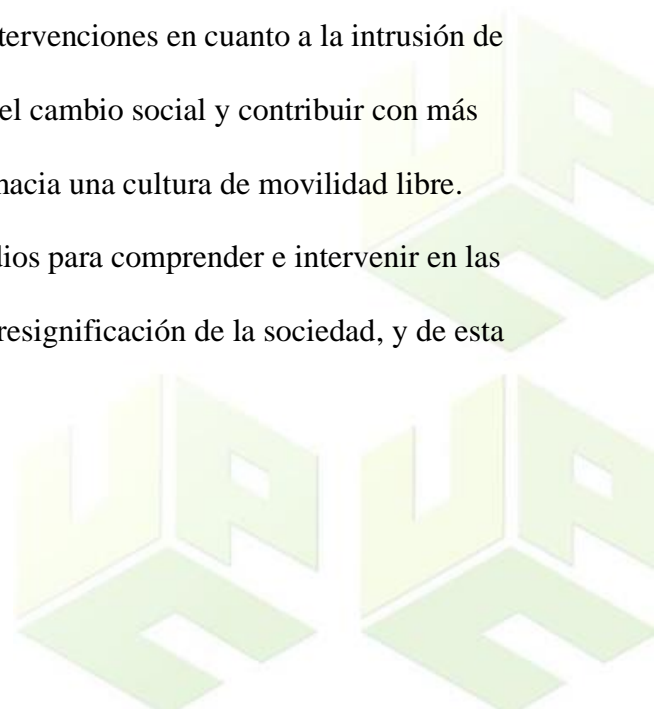 tervenciones en cuanto a la intrusión de
el cambio social y contribuir con más
hacia una cultura de movilidad libre.
dios para comprender e intervenir en las
resignificación de la sociedad, y de esta